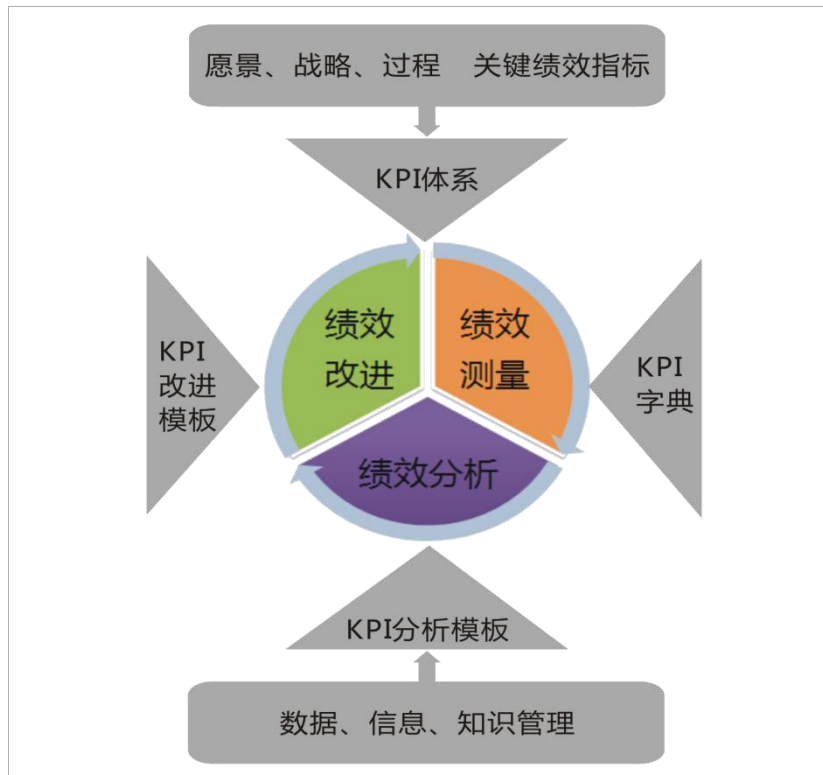 愿景、战略、过程 关键绩效指标
KPI体系
绩效
改进
绩效
测量
KPI
改进
模板
KPI
字典
绩效分析
KPI分析模板
数据、信息、知识管理